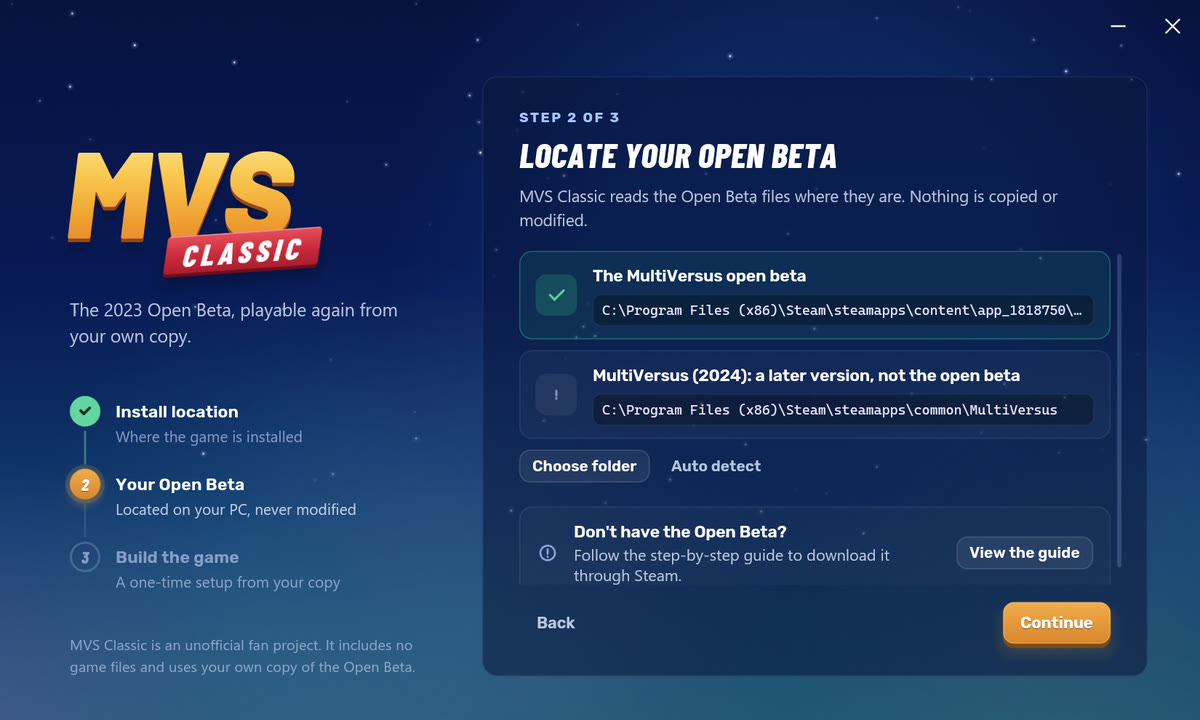 MVS
CLASSIC
The 2023 Open Beta, playable again from
your own copy.
Install location
Where the game is installed
2
Your Open Beta
Located on your PC, never modified
3
Build the game
A one-time setup from your copy
MVS Classic is an unofficial fan project. It includes no
game files and uses your own copy of the Open Beta.
STEP 2 OF 3
LOCATE YOUR OPEN BETA
MVS Classic reads the Open Beta files where they are. Nothing is copied or
modified.
The MultiVersus open beta
C:\Program Files (x86)\Steam\steamapps\content\app_1818750\…
!
MultiVersus (2024): a later version, not the open beta
C:\Program Files (x86)\Steam\steamapps\common\MultiVersus
Choose folder
Auto detect
Don't have the Open Beta?
Follow the step-by-step guide to download it
through Steam.
View the guide
Back
Continue